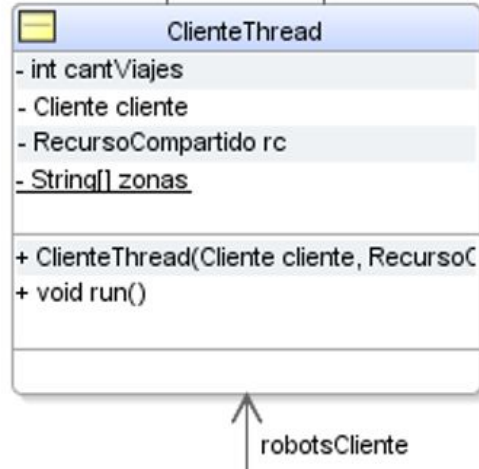 ClienteThread
- int cantViajes
- Cliente cliente
- RecursoCompartido rc
- String[] zonas
+ ClienteThread(Cliente cliente, RecursoC
+ void run()
robotsCliente